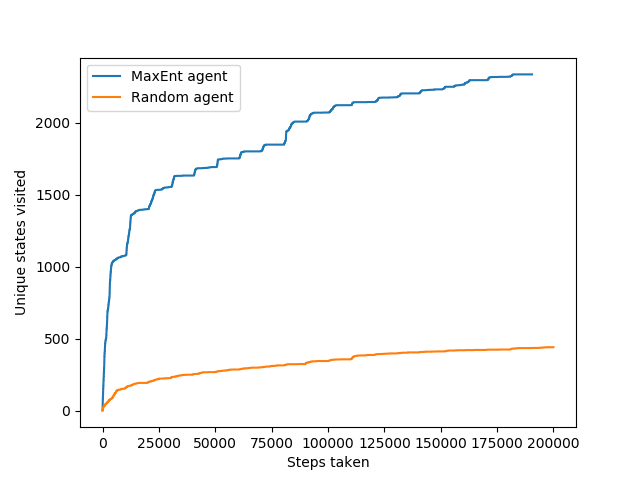 MaxEnt agent
Random agent
Unique states visited
2000
1500
1000
500
0
0 25000 50000 75000 100000 125000 150000 175000 200000
Steps taken